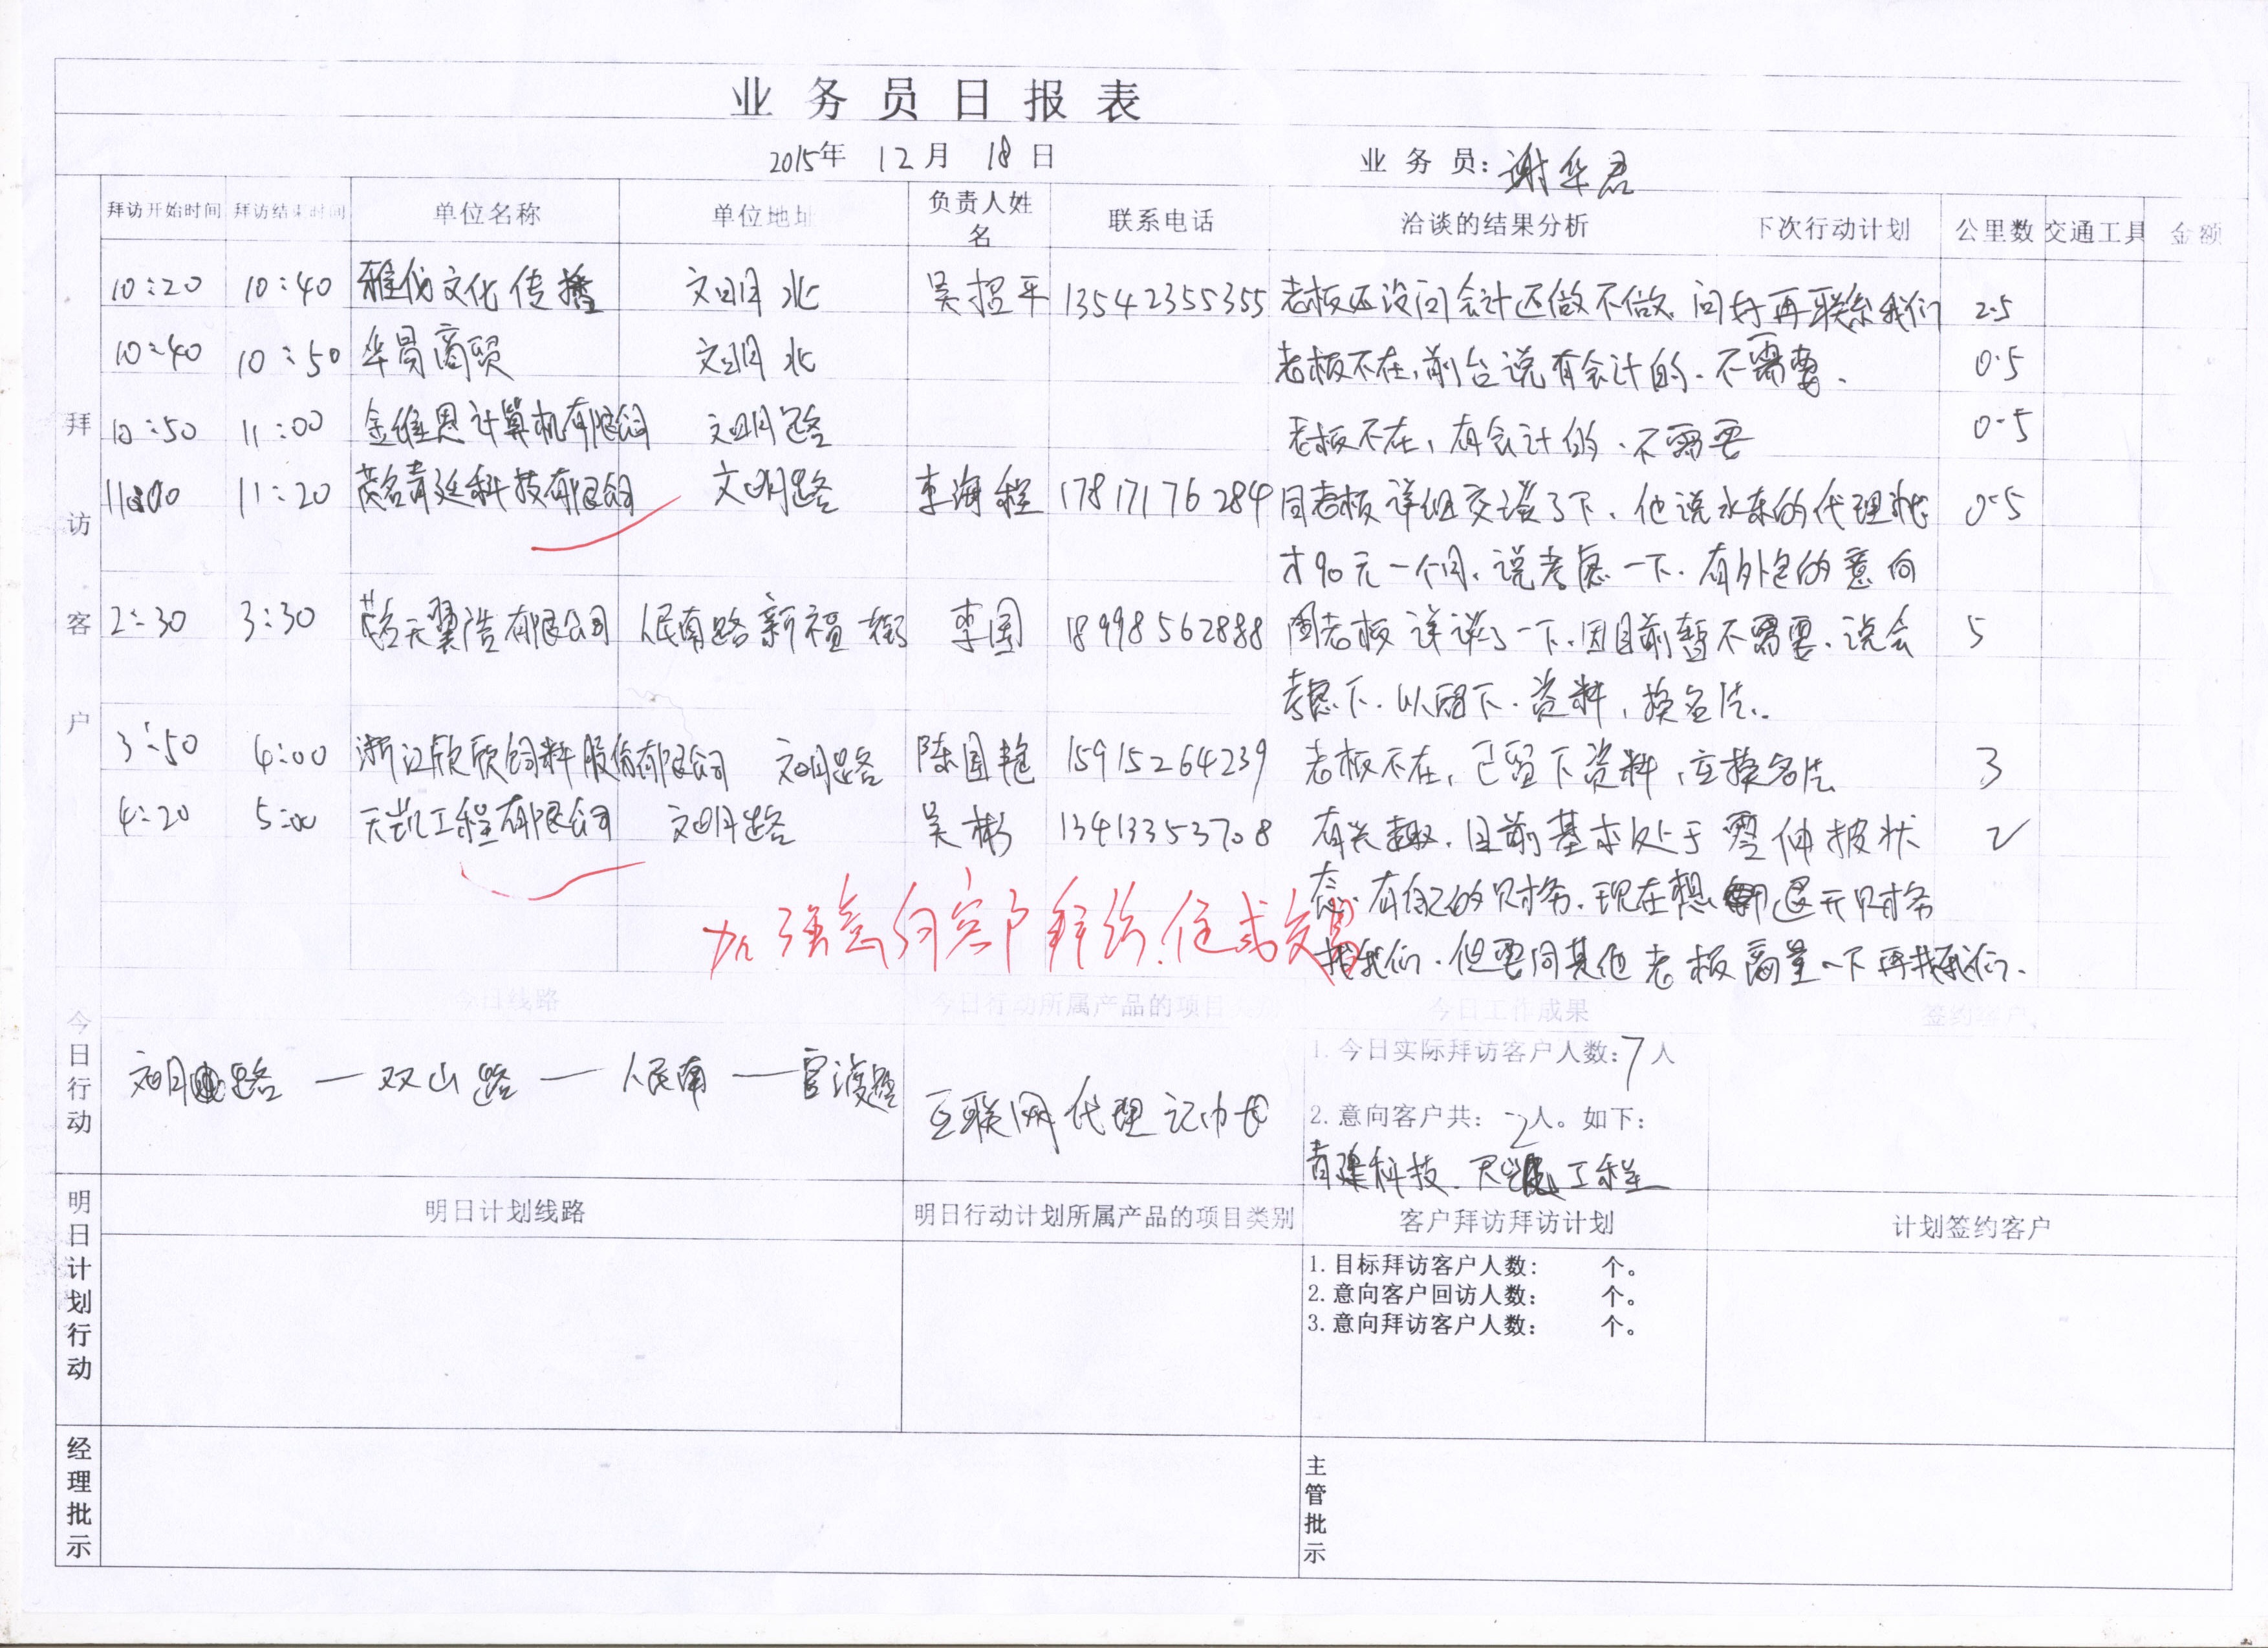 业务员日报表
2015年 12月 18日 业务员: 谢华君
拜访开始时间 拜访结束时间 单位名称 单位地址 负责人姓名 联系电话 洽谈的结果分析 下次行动计划 公里数 交通工具 金额
拜访客户
10:20 10:40 文化传播 文明北 吴招平 13542355355 老板还没问会计还做不做.问好再联系我们 2.5
10:40 10:50 华易商贸 文明北 老板不在,前台说有会计的.不需要. 0.5
10:50 11:00 金维恩计算机有限公司 文明路 老板不在,有会计的.不需要 0.5
11:00 11:20 茂名青廷科技有限公司 文明路 李海程 17817176284 同老板详细交谈了下.他说水东的代理 0.5
才90元一个月.说考虑一下.有外包的意向
2:30 3:30 茂名天翼浩有限公司 人民南路新福街 李国 18998562888 老板详谈了一下.因目前暂不需要.说会 5
考虑下.以留下.资料,换名片.
3:50 4:00 浙江欣欣饲料股份有限公司 文明路 陈国艳 15915264239 老板不在,已留下资料,互换名片. 3
4:20 5:00 天凯工程有限公司 文明路 吴彬 13413353708 有兴趣.目前基本处于零申报状 2
态.有自己的财务.现在想退开财务
找我们.但要同其他老板商量一下再找我们.
加强意向客户拜访.促成交易
今日行动
今日线路 今日行动所属产品的项目类别 今日工作成果 签约客户
文明路 — 双山路 — 人民南 — 官渡路
互联网代理记帐
1.今日实际拜访客户人数:7人
2.意向客户共: 2人。如下:
青建科技. 工程
明日计划行动
明日计划线路 明日行动计划所属产品的项目类别 客户拜访拜访计划 计划签约客户
1.目标拜访客户人数: 个。
2.意向客户回访人数: 个。
3.意向拜访客户人数: 个。
经理批示
主管批示